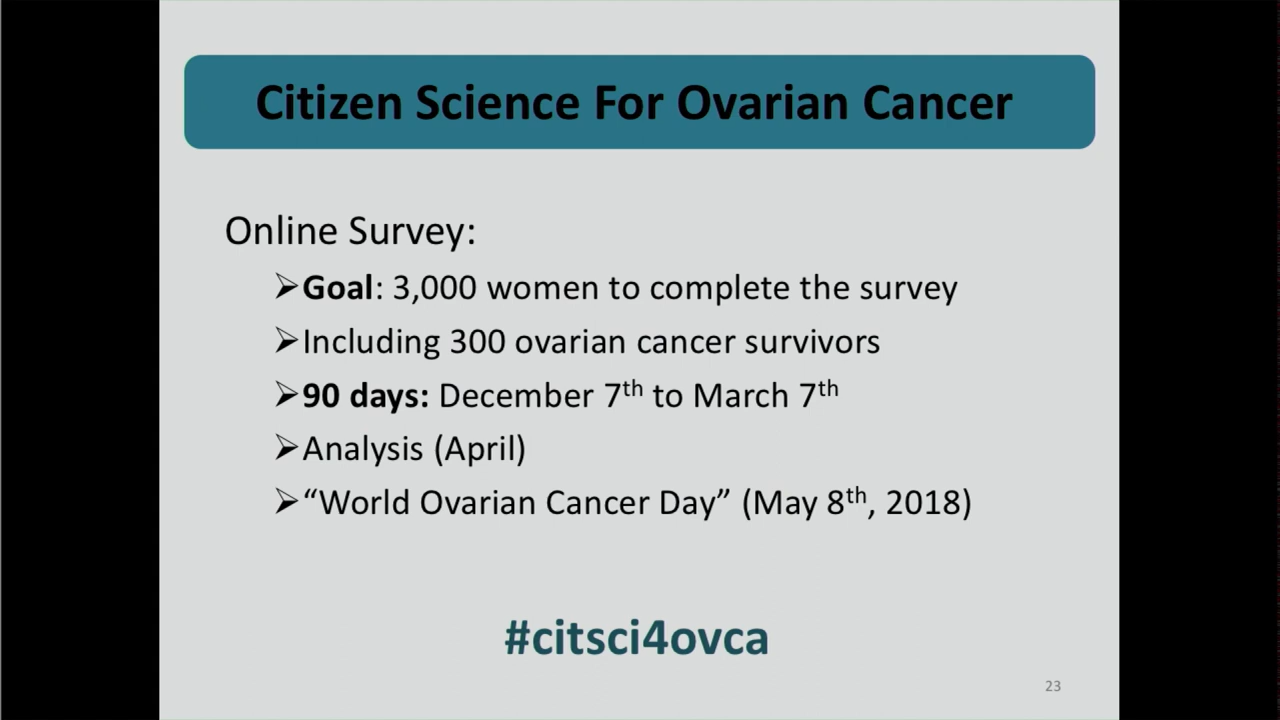 Citizen Science For Ovarian Cancer
Online Survey:
➢Goal: 3,000 women to complete the survey
➢Including 300 ovarian cancer survivors
➢90 days: December 7th to March 7th
➢Analysis (April)
➢“World Ovarian Cancer Day” (May 8th, 2018)
#citsci4ovca
23